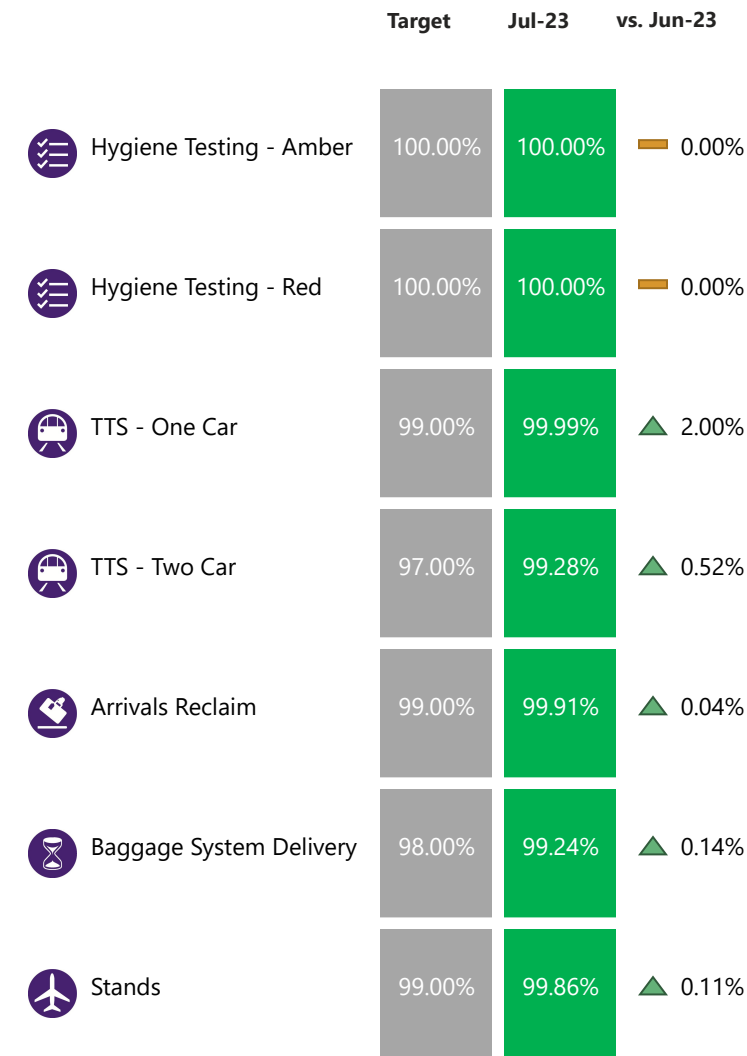 Target Jul-23 vs. Jun-23
Hygiene Testing - Amber 100.00% 100.00% 0.00%
Hygiene Testing - Red 100.00% 100.00% 0.00%
TTS - One Car 99.00% 99.99% 2.00%
TTS - Two Car 97.00% 99.28% 0.52%
Arrivals Reclaim 99.00% 99.91% 0.04%
Baggage System Delivery 98.00% 99.24% 0.14%
Stands 99.00% 99.86% 0.11%